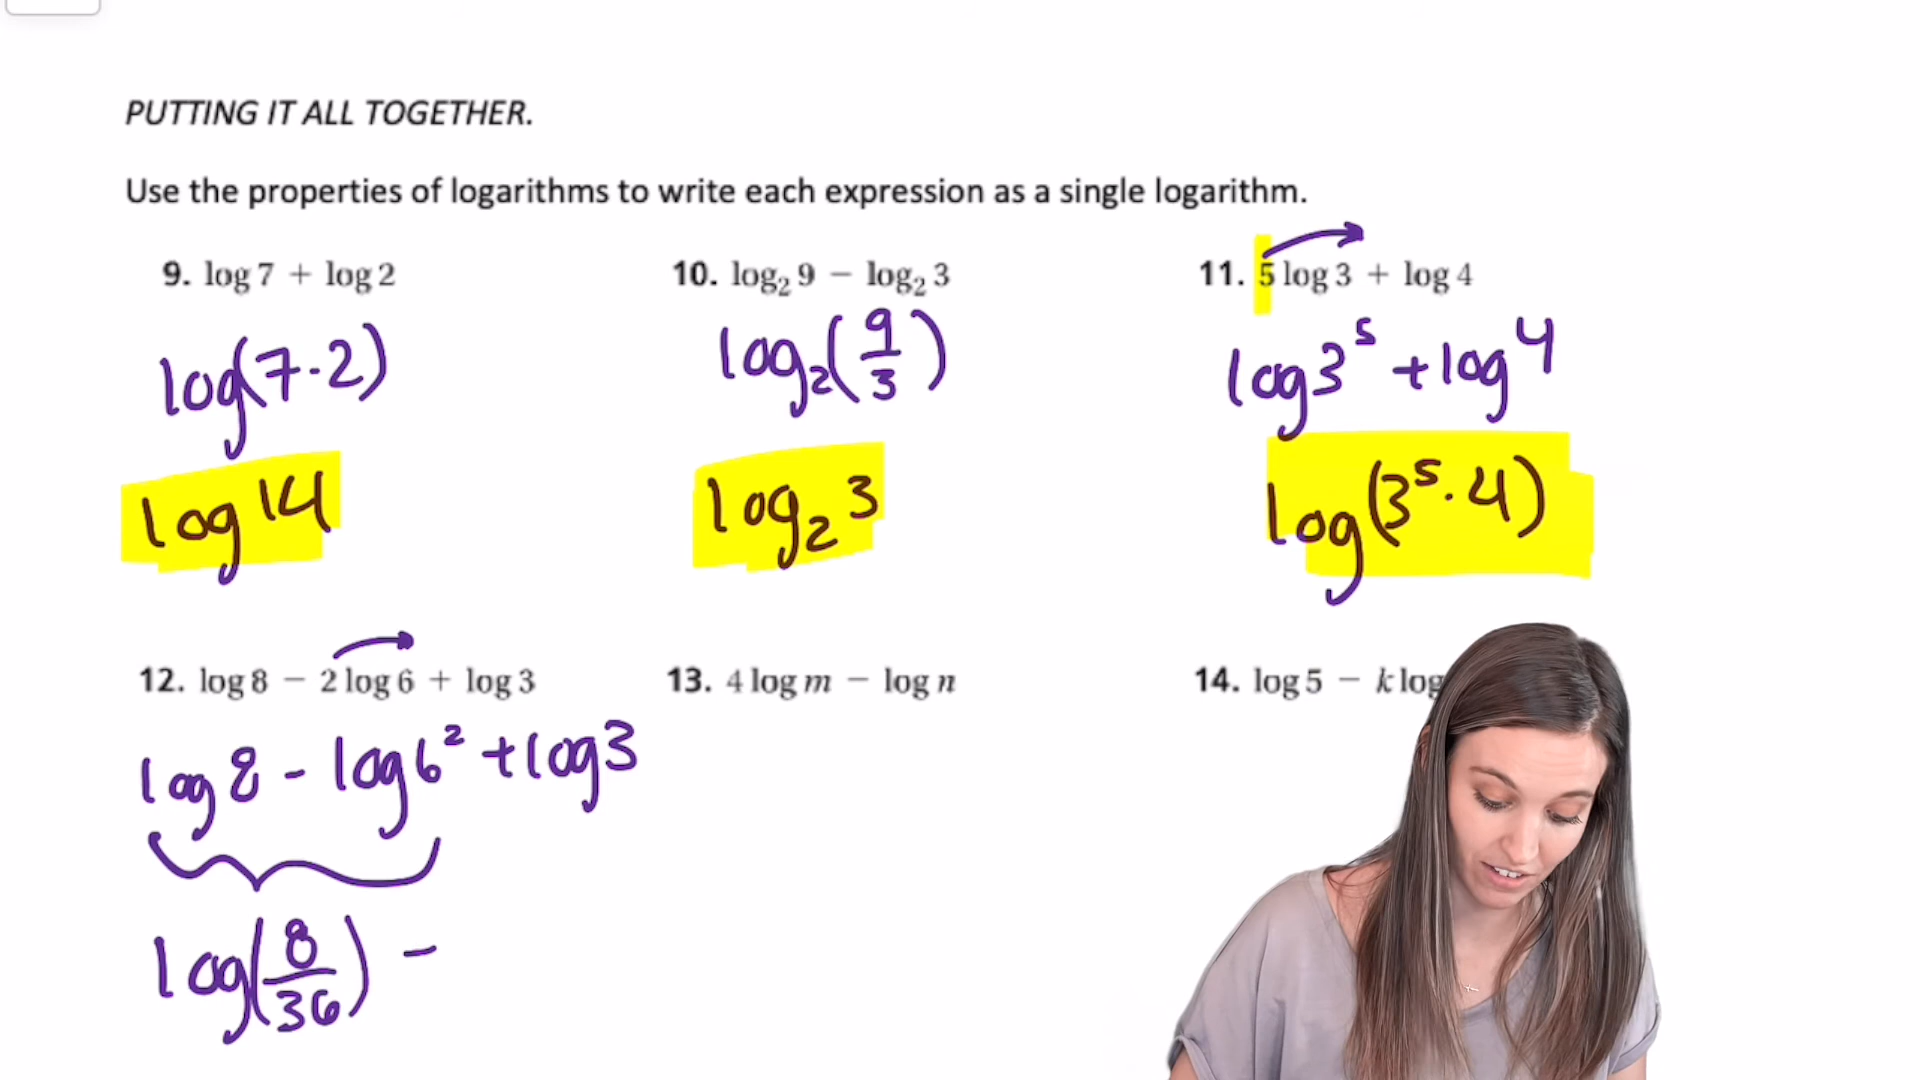 PUTTING IT ALL TOGETHER.
Use the properties of logarithms to write each expression as a single logarithm.
9. log 7 + log 2
log(7·2)
log 14
10. log₂ 9 − log₂ 3
log₂(9/3)
log₂ 3
11. 5 log 3 + log 4
log 3⁵ + log 4
log(3⁵·4)
12. log 8 − 2 log 6 + log 3
log 8 - log 6² + log 3
log(8/36) -
13. 4 log m − log n
14. log 5 − k log